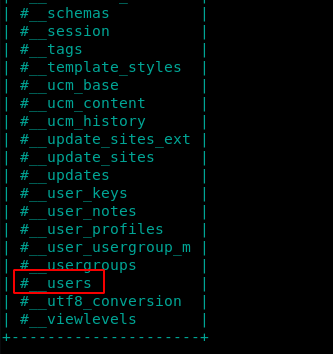 | #__schemas |
| #__session |
| #__tags |
| #__template_styles |
| #__ucm_base |
| #__ucm_content |
| #__ucm_history |
| #__update_sites_ext |
| #__update_sites |
| #__updates |
| #__user_keys |
| #__user_notes |
| #__user_profiles |
| #__user_usergroup_m |
| #__usergroups |
| #__users |
| #__utf8_conversion |
| #__viewlevels |
+---------------------+